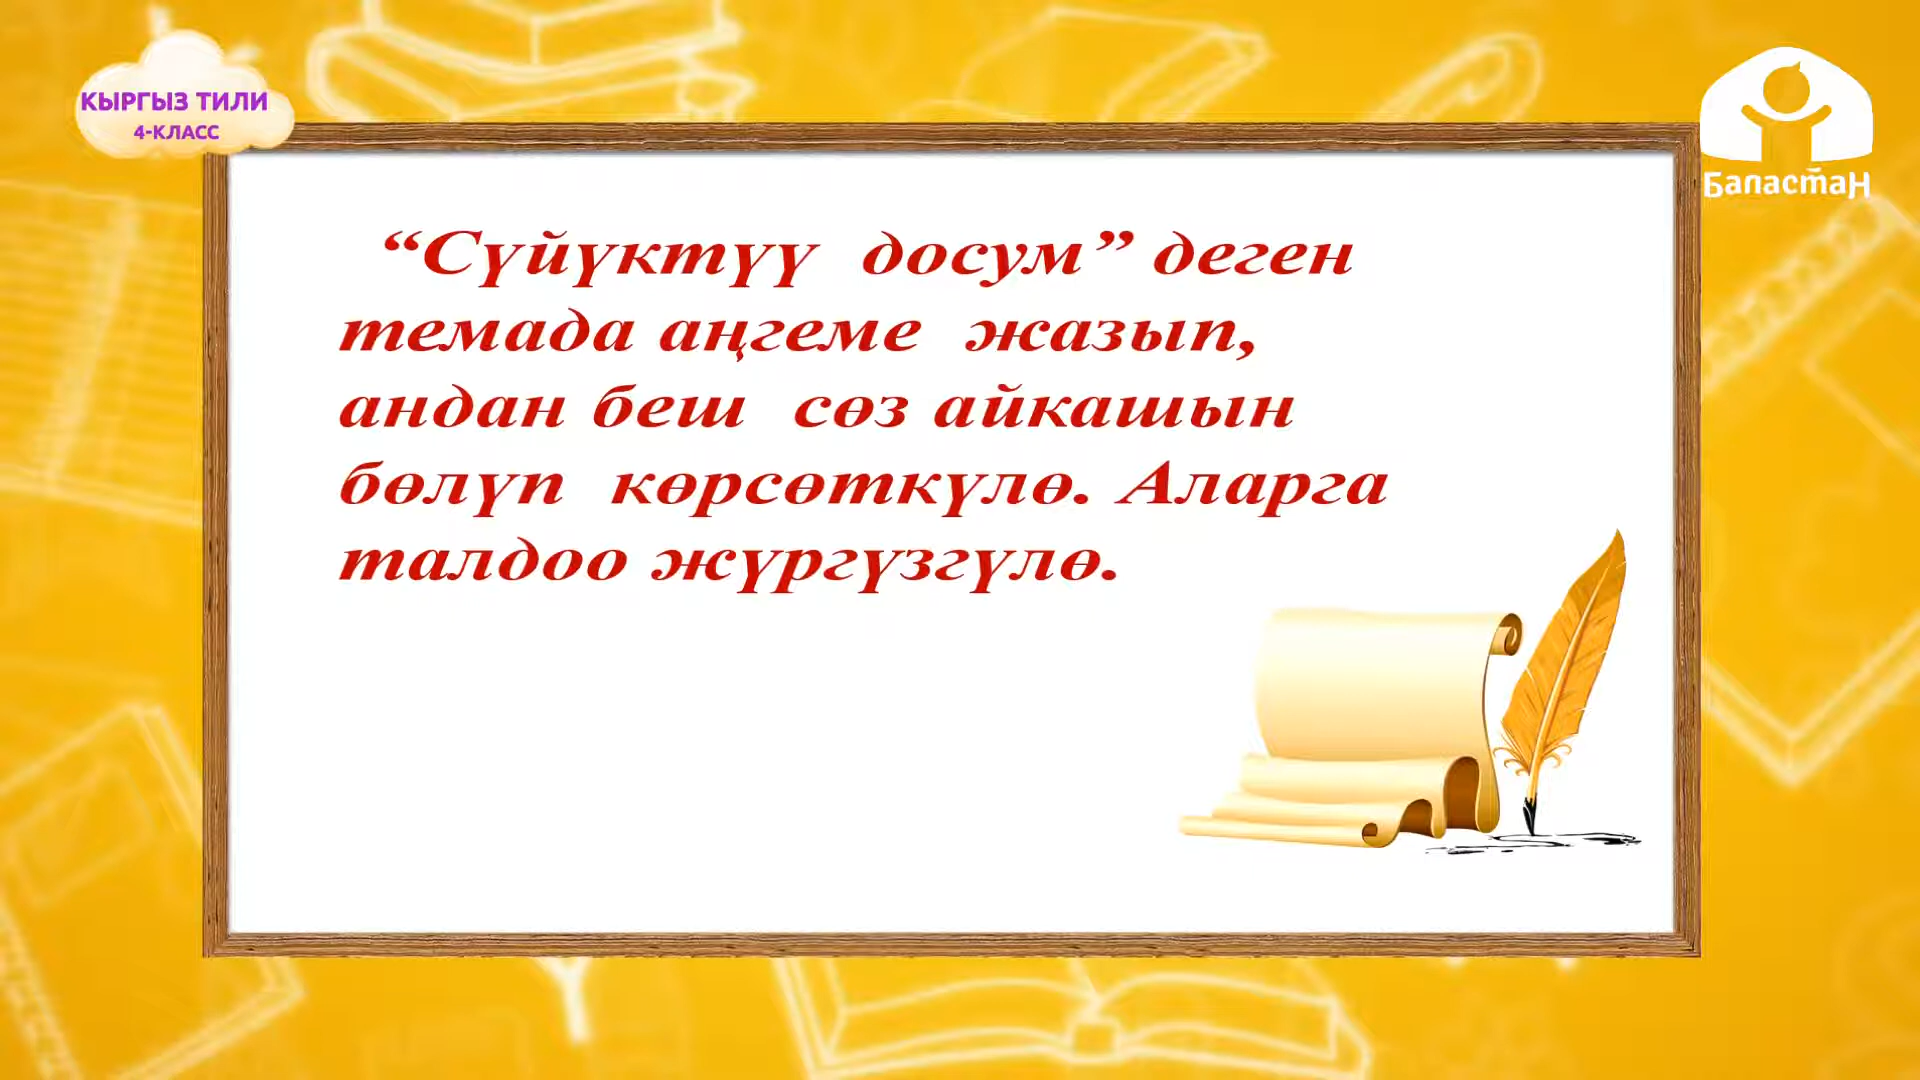 КЫРГЫЗ ТИЛИ
4-КЛАСС
Баластан
“Сүйүктүү досум” деген
темада аңгеме жазып,
андан беш сөз айкашын
бөлүп көрсөткүлө. Аларга
талдоо жүргүзгүлө.